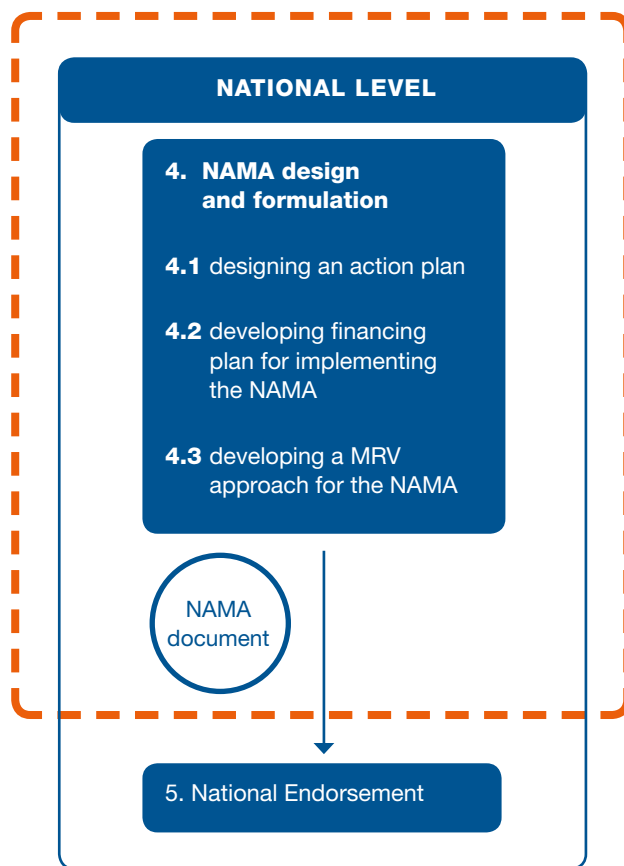 NATIONAL LEVEL
4. NAMA design
and formulation
4.1 designing an action plan
4.2 developing financing
plan for implementing
the NAMA
4.3 developing a MRV
approach for the NAMA
NAMA
document
5. National Endorsement